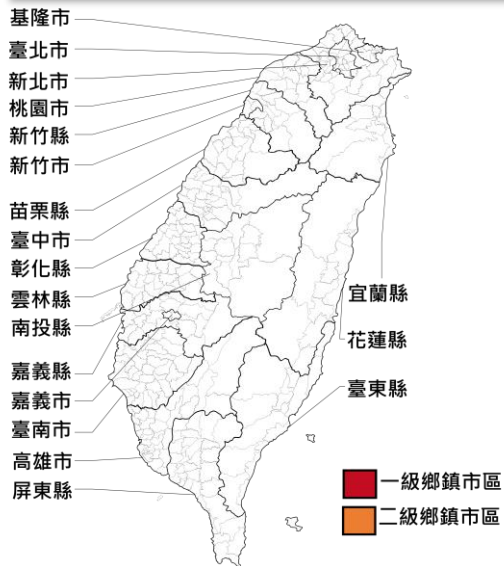 基隆市
臺北市
新北市
桃園市
新竹縣
新竹市
苗栗縣
臺中市
彰化縣
雲林縣
南投縣
嘉義縣
嘉義市
臺南市
高雄市
屏東縣
宜蘭縣
花蓮縣
臺東縣
一級鄉鎮市區
二級鄉鎮市區